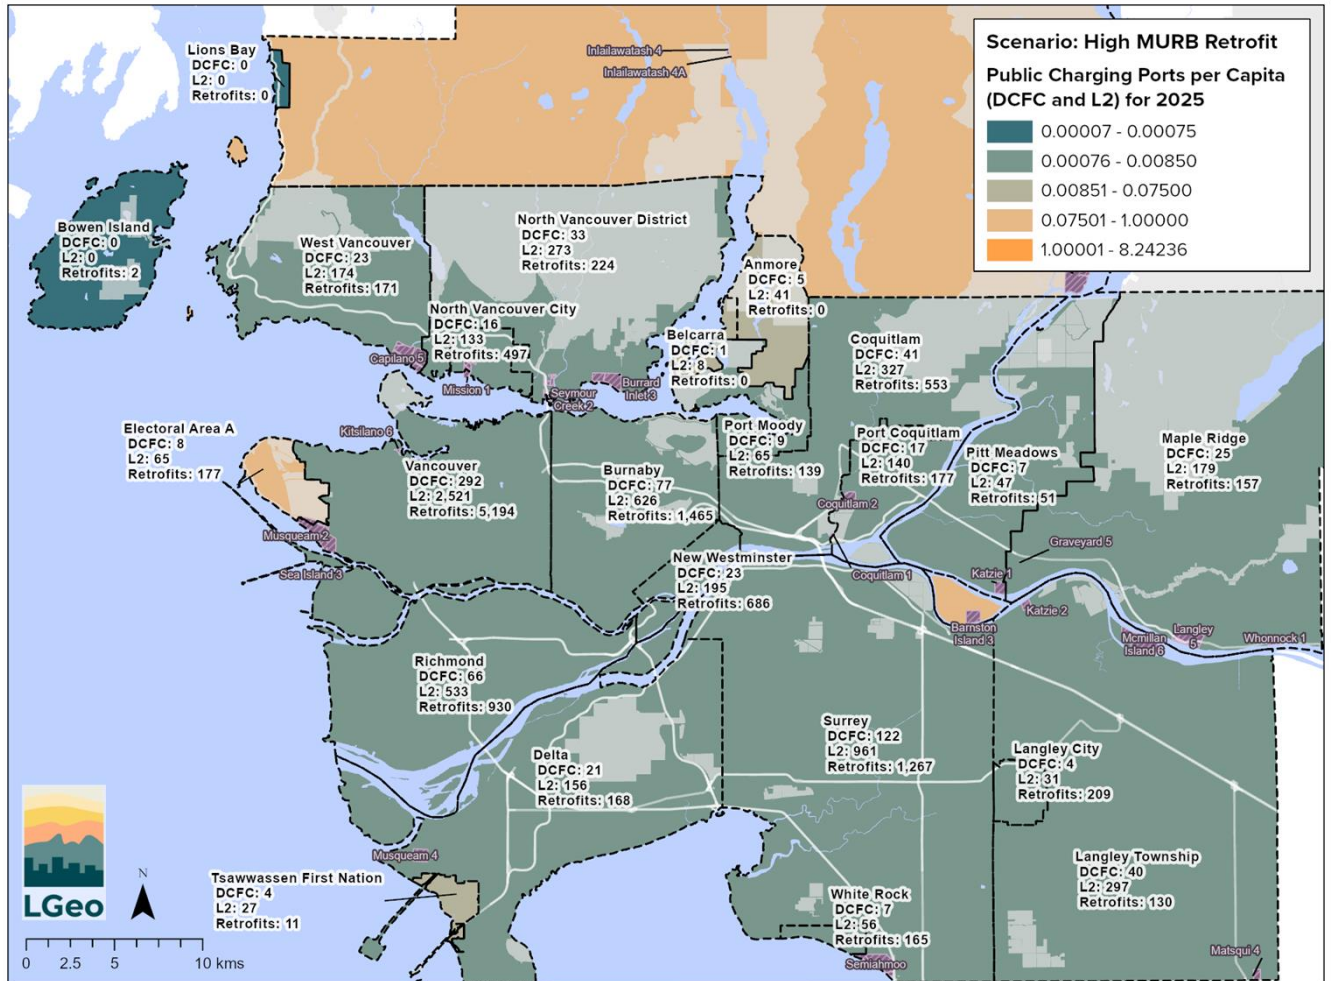 Scenario: High MURB Retrofit
Public Charging Ports per Capita
(DCFC and L2) for 2025
0.00007 - 0.00075
0.00076 - 0.00850
0.00851 - 0.07500
0.07501 - 1.00000
1.00001 - 8.24236
Lions Bay
DCFC: 0
L2: 0
Retrofits: 0
Inlailawatash 4
Inlailawatash 4A
Bowen Island
DCFC: 0
L2: 0
Retrofits: 2
West Vancouver
DCFC: 23
L2: 174
Retrofits: 171
North Vancouver District
DCFC: 33
L2: 273
Retrofits: 224
Anmore
DCFC: 5
L2: 41
Retrofits: 0
North Vancouver City
DCFC: 16
L2: 133
Retrofits: 497
Belcarra
DCFC: 1
L2: 8
Retrofits: 0
Coquitlam
DCFC: 41
L2: 327
Retrofits: 553
Capilano 5
Mission 1
Seymour
Creek 2
Burrard
Inlet 3
Kitsilano 6
Electoral Area A
DCFC: 8
L2: 65
Retrofits: 177
Vancouver
DCFC: 292
L2: 2,521
Retrofits: 5,194
Burnaby
DCFC: 77
L2: 626
Retrofits: 1,465
Port Moody
DCFC: 9
L2: 65
Retrofits: 139
Port Coquitlam
DCFC: 17
L2: 140
Retrofits: 177
Pitt Meadows
DCFC: 7
L2: 47
Retrofits: 51
Maple Ridge
DCFC: 25
L2: 179
Retrofits: 157
Coquitlam 2
Musqueam 2
Sea Island 3
New Westminster
DCFC: 23
L2: 195
Retrofits: 686
Coquitlam 1
Graveyard 5
Katzie 1
Katzie 2
Barnston
Island 3
Mcmillan
Island 6
Langley
5
Whonnock 1
Richmond
DCFC: 66
L2: 533
Retrofits: 930
Delta
DCFC: 21
L2: 156
Retrofits: 168
Surrey
DCFC: 122
L2: 961
Retrofits: 1,267
Langley City
DCFC: 4
L2: 31
Retrofits: 209
Musqueam 4
Tsawwassen First Nation
DCFC: 4
L2: 27
Retrofits: 11
White Rock
DCFC: 7
L2: 56
Retrofits: 165
Semiahmoo
Langley Township
DCFC: 40
L2: 297
Retrofits: 130
Matsqui 4
LGeo
N
0 2.5 5 10 kms